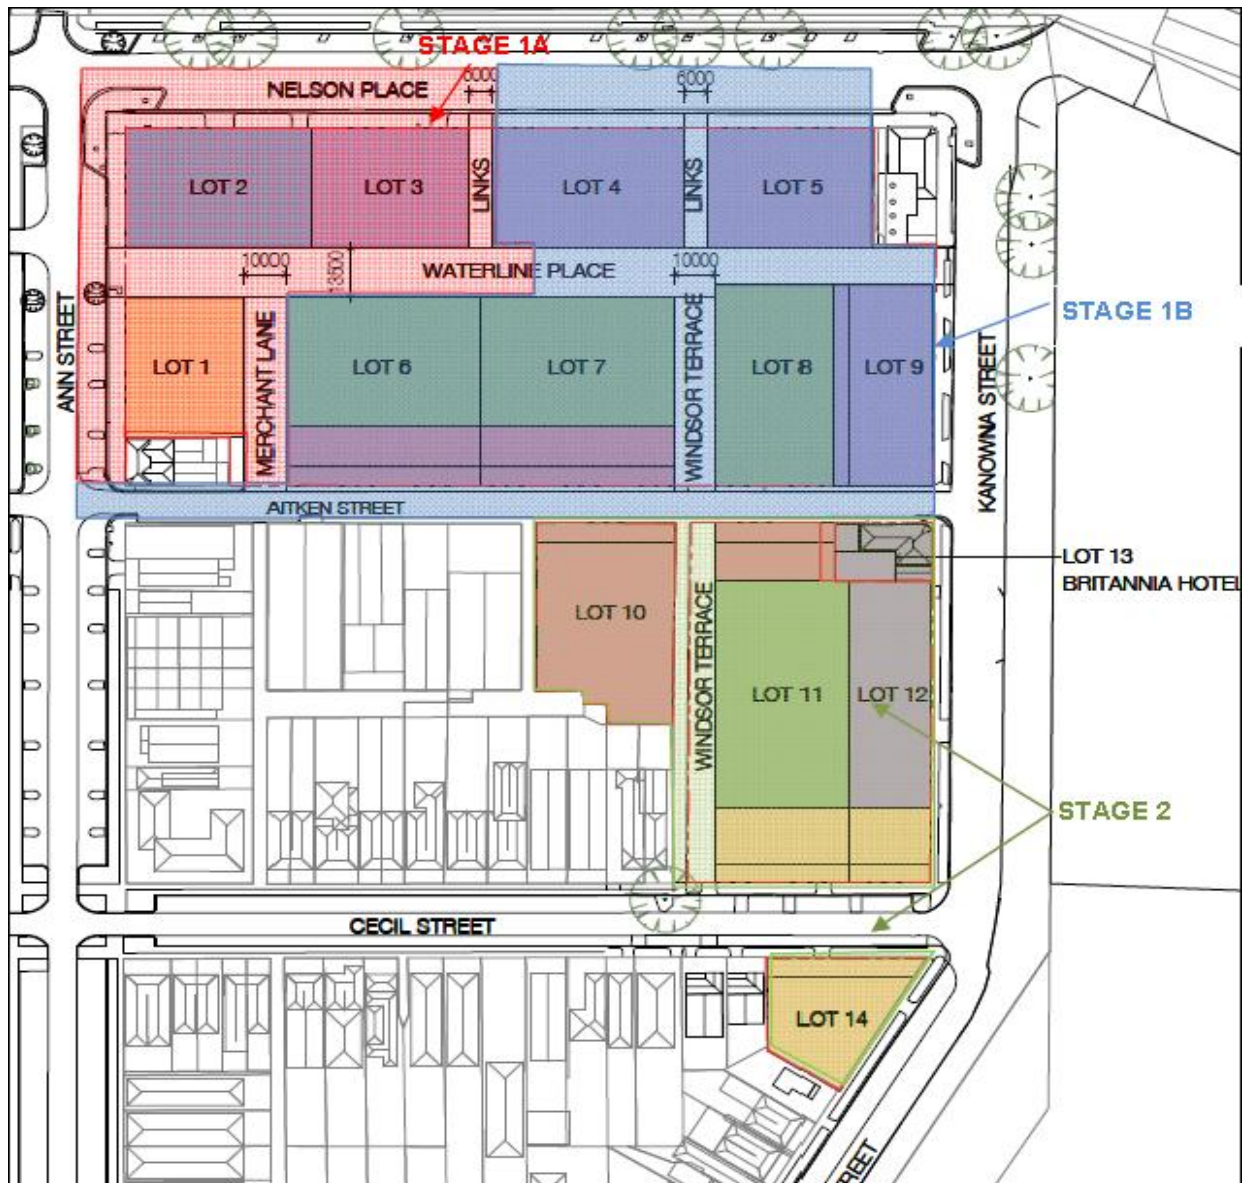 STAGE 1A
NELSON PLACE
6000
6000
LOT 2
LOT 3
LINKS
LOT 4
LINKS
LOT 5
10000
13500
WATERLINE PLACE
10000
STAGE 1B
ANN STREET
LOT 1
MERCHANT LANE
LOT 6
LOT 7
WINDSOR TERRACE
LOT 8
LOT 9
KANOWNA STREET
AITKEN STREET
LOT 13
BRITANNIA HOTEL
LOT 10
WINDSOR TERRACE
LOT 11
LOT 12
STAGE 2
CECIL STREET
LOT 14